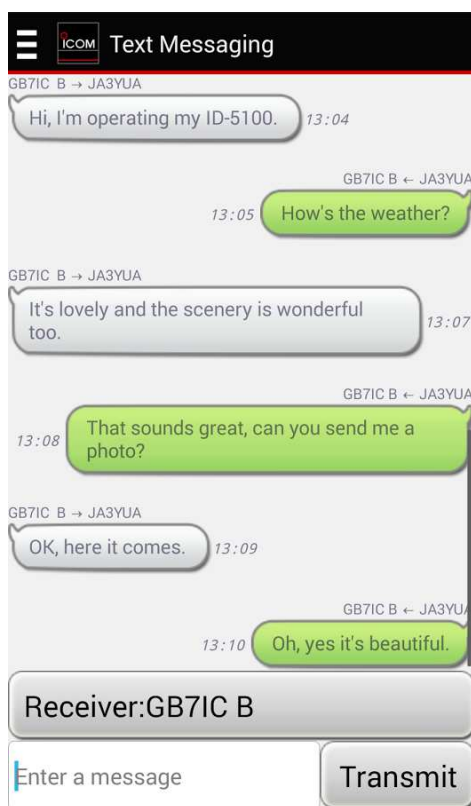 ICOM Text Messaging
GB7IC B → JA3YUA
Hi, I'm operating my ID-5100. 13:04
GB7IC B ← JA3YUA
13:05 How's the weather?
GB7IC B → JA3YUA
It's lovely and the scenery is wonderful
too. 13:07
GB7IC B ← JA3YUA
13:08 That sounds great, can you send me a
photo?
GB7IC B → JA3YUA
OK, here it comes. 13:09
GB7IC B ← JA3YUA
13:10 Oh, yes it's beautiful.
Receiver:GB7IC B
Enter a message Transmit